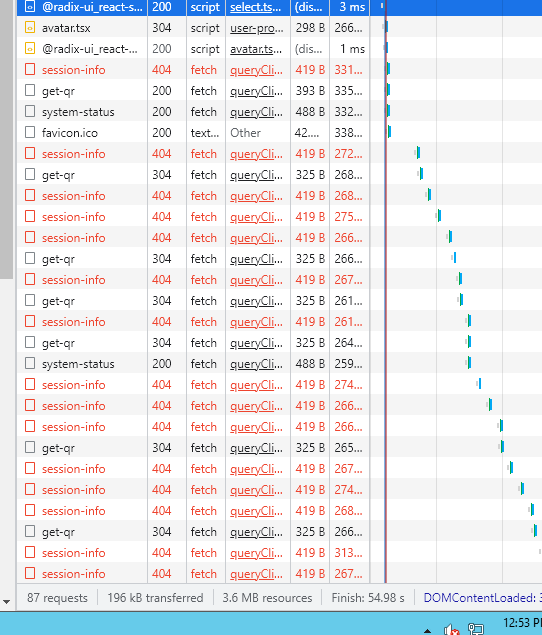 @radix-ui_react-s... 200 script select.ts... (dis... 3 ms
avatar.tsx 304 script user-pro... 298 B 266...
@radix-ui_react-... 200 script avatar.ts... (dis... 1 ms
session-info 404 fetch queryCli... 419 B 331...
get-qr 200 fetch queryCli... 393 B 335...
system-status 200 fetch queryCli... 488 B 332...
favicon.ico 200 text... Other 42.... 338...
session-info 404 fetch queryCli... 419 B 272...
get-qr 304 fetch queryCli... 325 B 268...
session-info 404 fetch queryCli... 419 B 268...
session-info 404 fetch queryCli... 419 B 275...
session-info 404 fetch queryCli... 419 B 266...
get-qr 304 fetch queryCli... 325 B 266...
session-info 404 fetch queryCli... 419 B 267...
get-qr 304 fetch queryCli... 325 B 261...
session-info 404 fetch queryCli... 419 B 261...
get-qr 304 fetch queryCli... 325 B 264...
system-status 200 fetch queryCli... 488 B 259...
session-info 404 fetch queryCli... 419 B 274...
session-info 404 fetch queryCli... 419 B 266...
session-info 404 fetch queryCli... 419 B 266...
get-qr 304 fetch queryCli... 325 B 265...
session-info 404 fetch queryCli... 419 B 267...
session-info 404 fetch queryCli... 419 B 274...
session-info 404 fetch queryCli... 419 B 268...
get-qr 304 fetch queryCli... 325 B 266...
session-info 404 fetch queryCli... 419 B 313...
session-info 404 fetch queryCli... 419 B 267...
87 requests 196 kB transferred 3.6 MB resources Finish: 54.98 s DOMContentLoaded:
12:53 PM